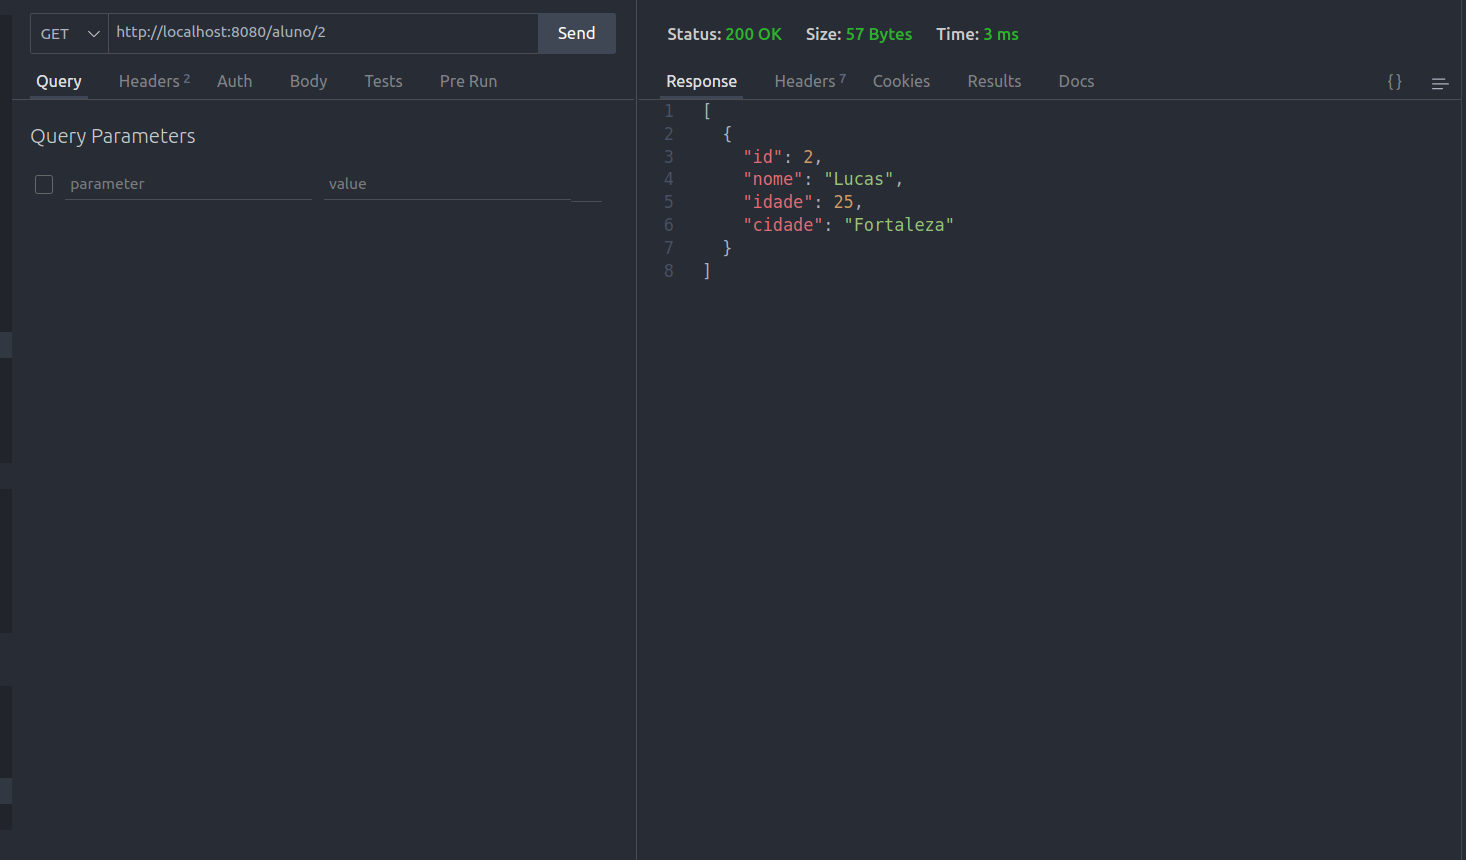 GET http://localhost:8080/aluno/2 Send
Query Headers 2 Auth Body Tests Pre Run
Query Parameters
parameter value
Status: 200 OK Size: 57 Bytes Time: 3 ms
Response Headers 7 Cookies Results Docs {}
1 [
2 {
3 "id": 2,
4 "nome": "Lucas",
5 "idade": 25,
6 "cidade": "Fortaleza"
7 }
8 ]